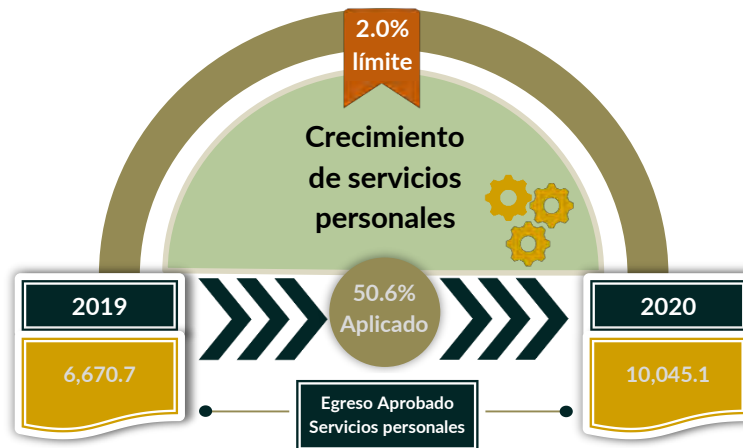 2.0%
límite
Crecimiento
de servicios
personales
2019
50.6%
Aplicado
2020
6,670.7
10,045.1
Egreso Aprobado
Servicios personales